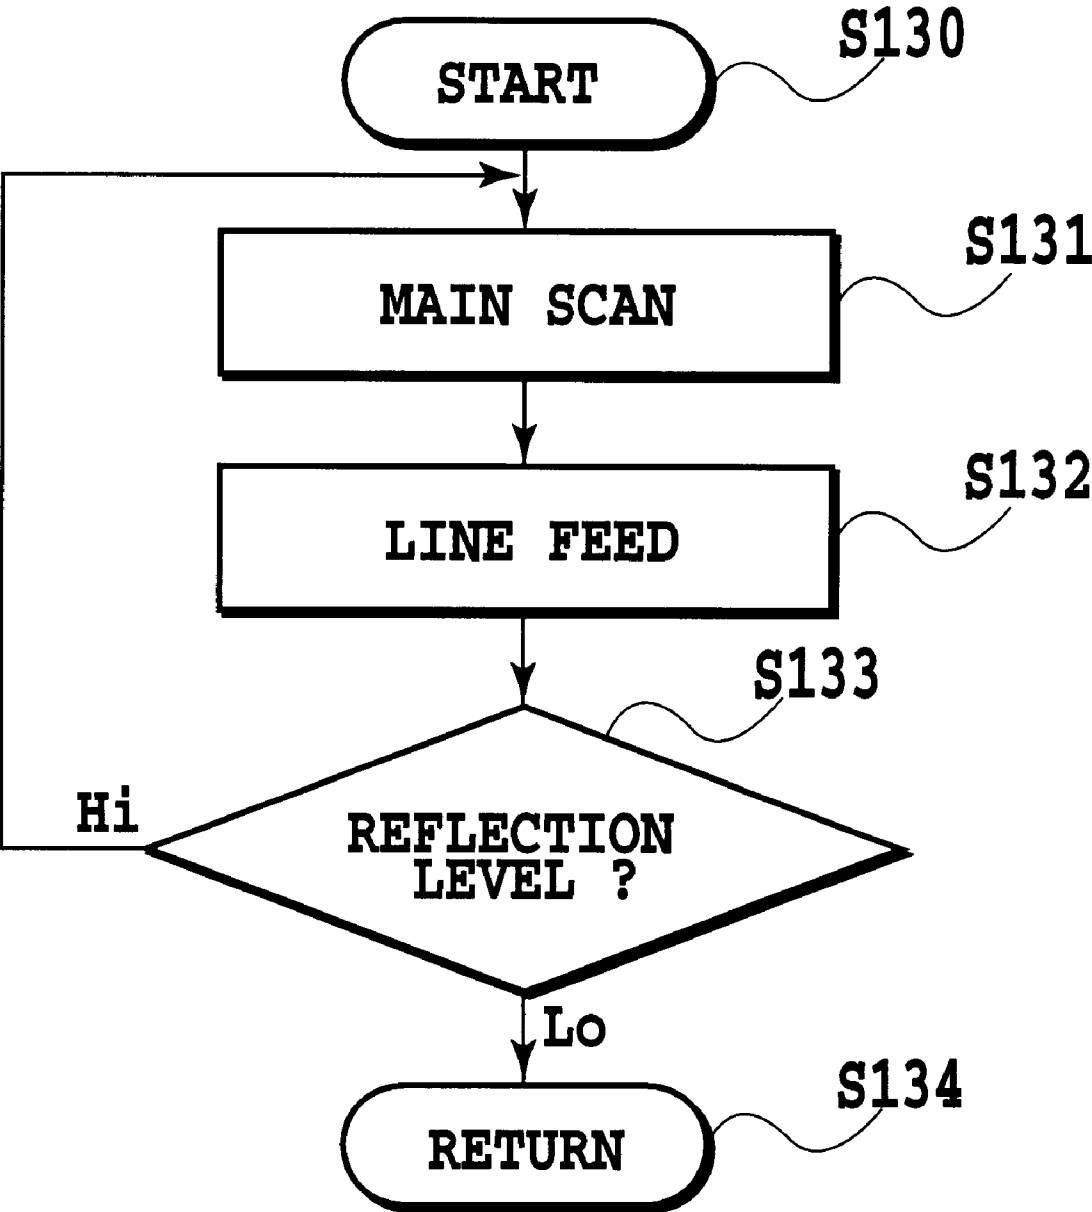 S130
START
S131
MAIN SCAN
S132
LINE FEED
S133
Hi
REFLECTION
LEVEL ?
Lo
S134
RETURN